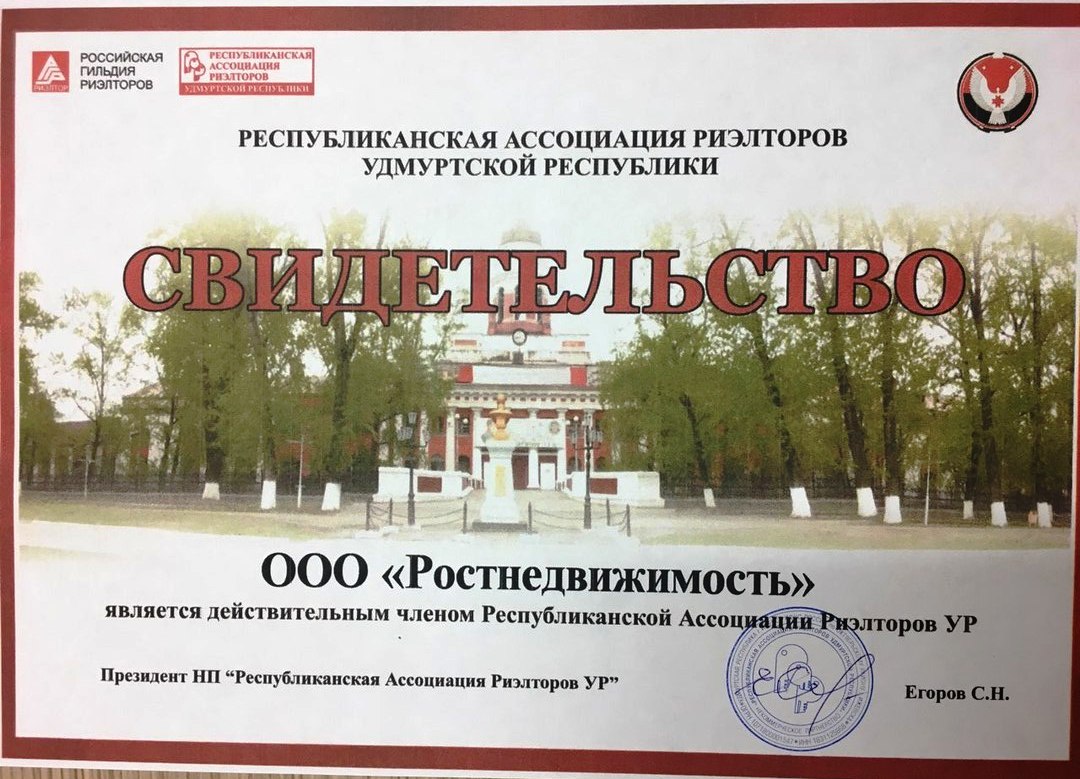 РОССИЙСКАЯ
ГИЛЬДИЯ
РИЭЛТОРОВ
РИЭЛТОР
РЕСПУБЛИКАНСКАЯ
АССОЦИАЦИЯ
РИЭЛТОРОВ
УДМУРТСКОЙ РЕСПУБЛИКИ
РЕСПУБЛИКАНСКАЯ АССОЦИАЦИЯ РИЭЛТОРОВ
УДМУРТСКОЙ РЕСПУБЛИКИ
СВИДЕТЕЛЬСТВО
ООО «Ростнедвижимость»
является действительным членом Республиканской Ассоциации Риэлторов УР
Президент НП “Республиканская Ассоциация Риэлторов УР”
Егоров С.Н.